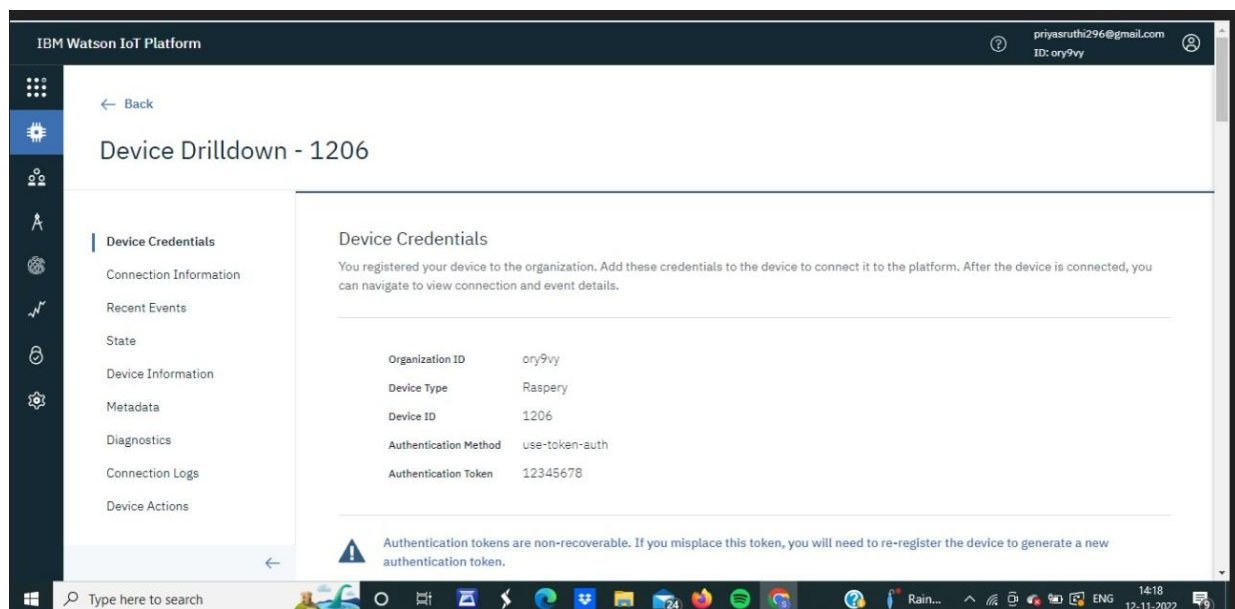 IBM Watson IoT Platform
priyasruthi296@gmail.com
ID: ory9vy
← Back
Device Drilldown - 1206
Device Credentials
Connection Information
Recent Events
State
Device Information
Metadata
Diagnostics
Connection Logs
Device Actions
Device Credentials
You registered your device to the organization. Add these credentials to the device to connect it to the platform. After the device is connected, you
can navigate to view connection and event details.
Organization ID ory9vy
Device Type Raspery
Device ID 1206
Authentication Method use-token-auth
Authentication Token 12345678
Authentication tokens are non-recoverable. If you misplace this token, you will need to re-register the device to generate a new
authentication token.
Type here to search
24
Rain...
ENG
14:18
12-11-2022